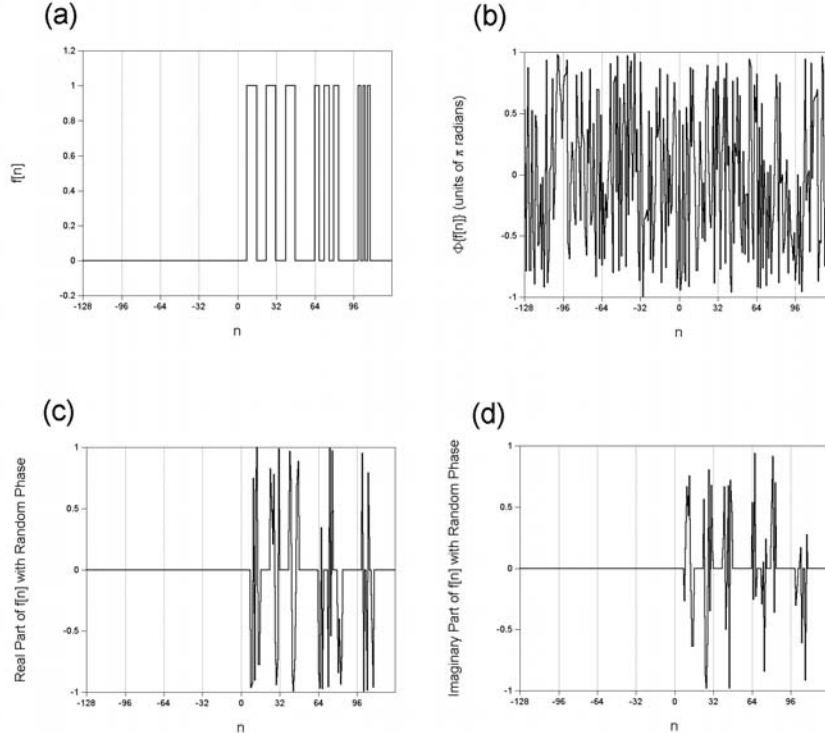 (a)
1.2
1
0.8
0.6
0.4
0.2
0
-0.2
f[n]
-128 -96 -64 -32 0 32 64 96
n
(b)
1
0.5
0
-0.5
-1
Φ{f[n]} (units of π radians)
-128 -96 -64 -32 0 32 64 96
n
(c)
1
0.5
0
-0.5
-1
Real Part of f[n] with Random Phase
-128 -96 -64 -32 0 32 64 96
n
(d)
1
0.5
0
-0.5
-1
Imaginary Part of f[n] with Random Phase
-128 -96 -64 -32 0 32 64 96
n